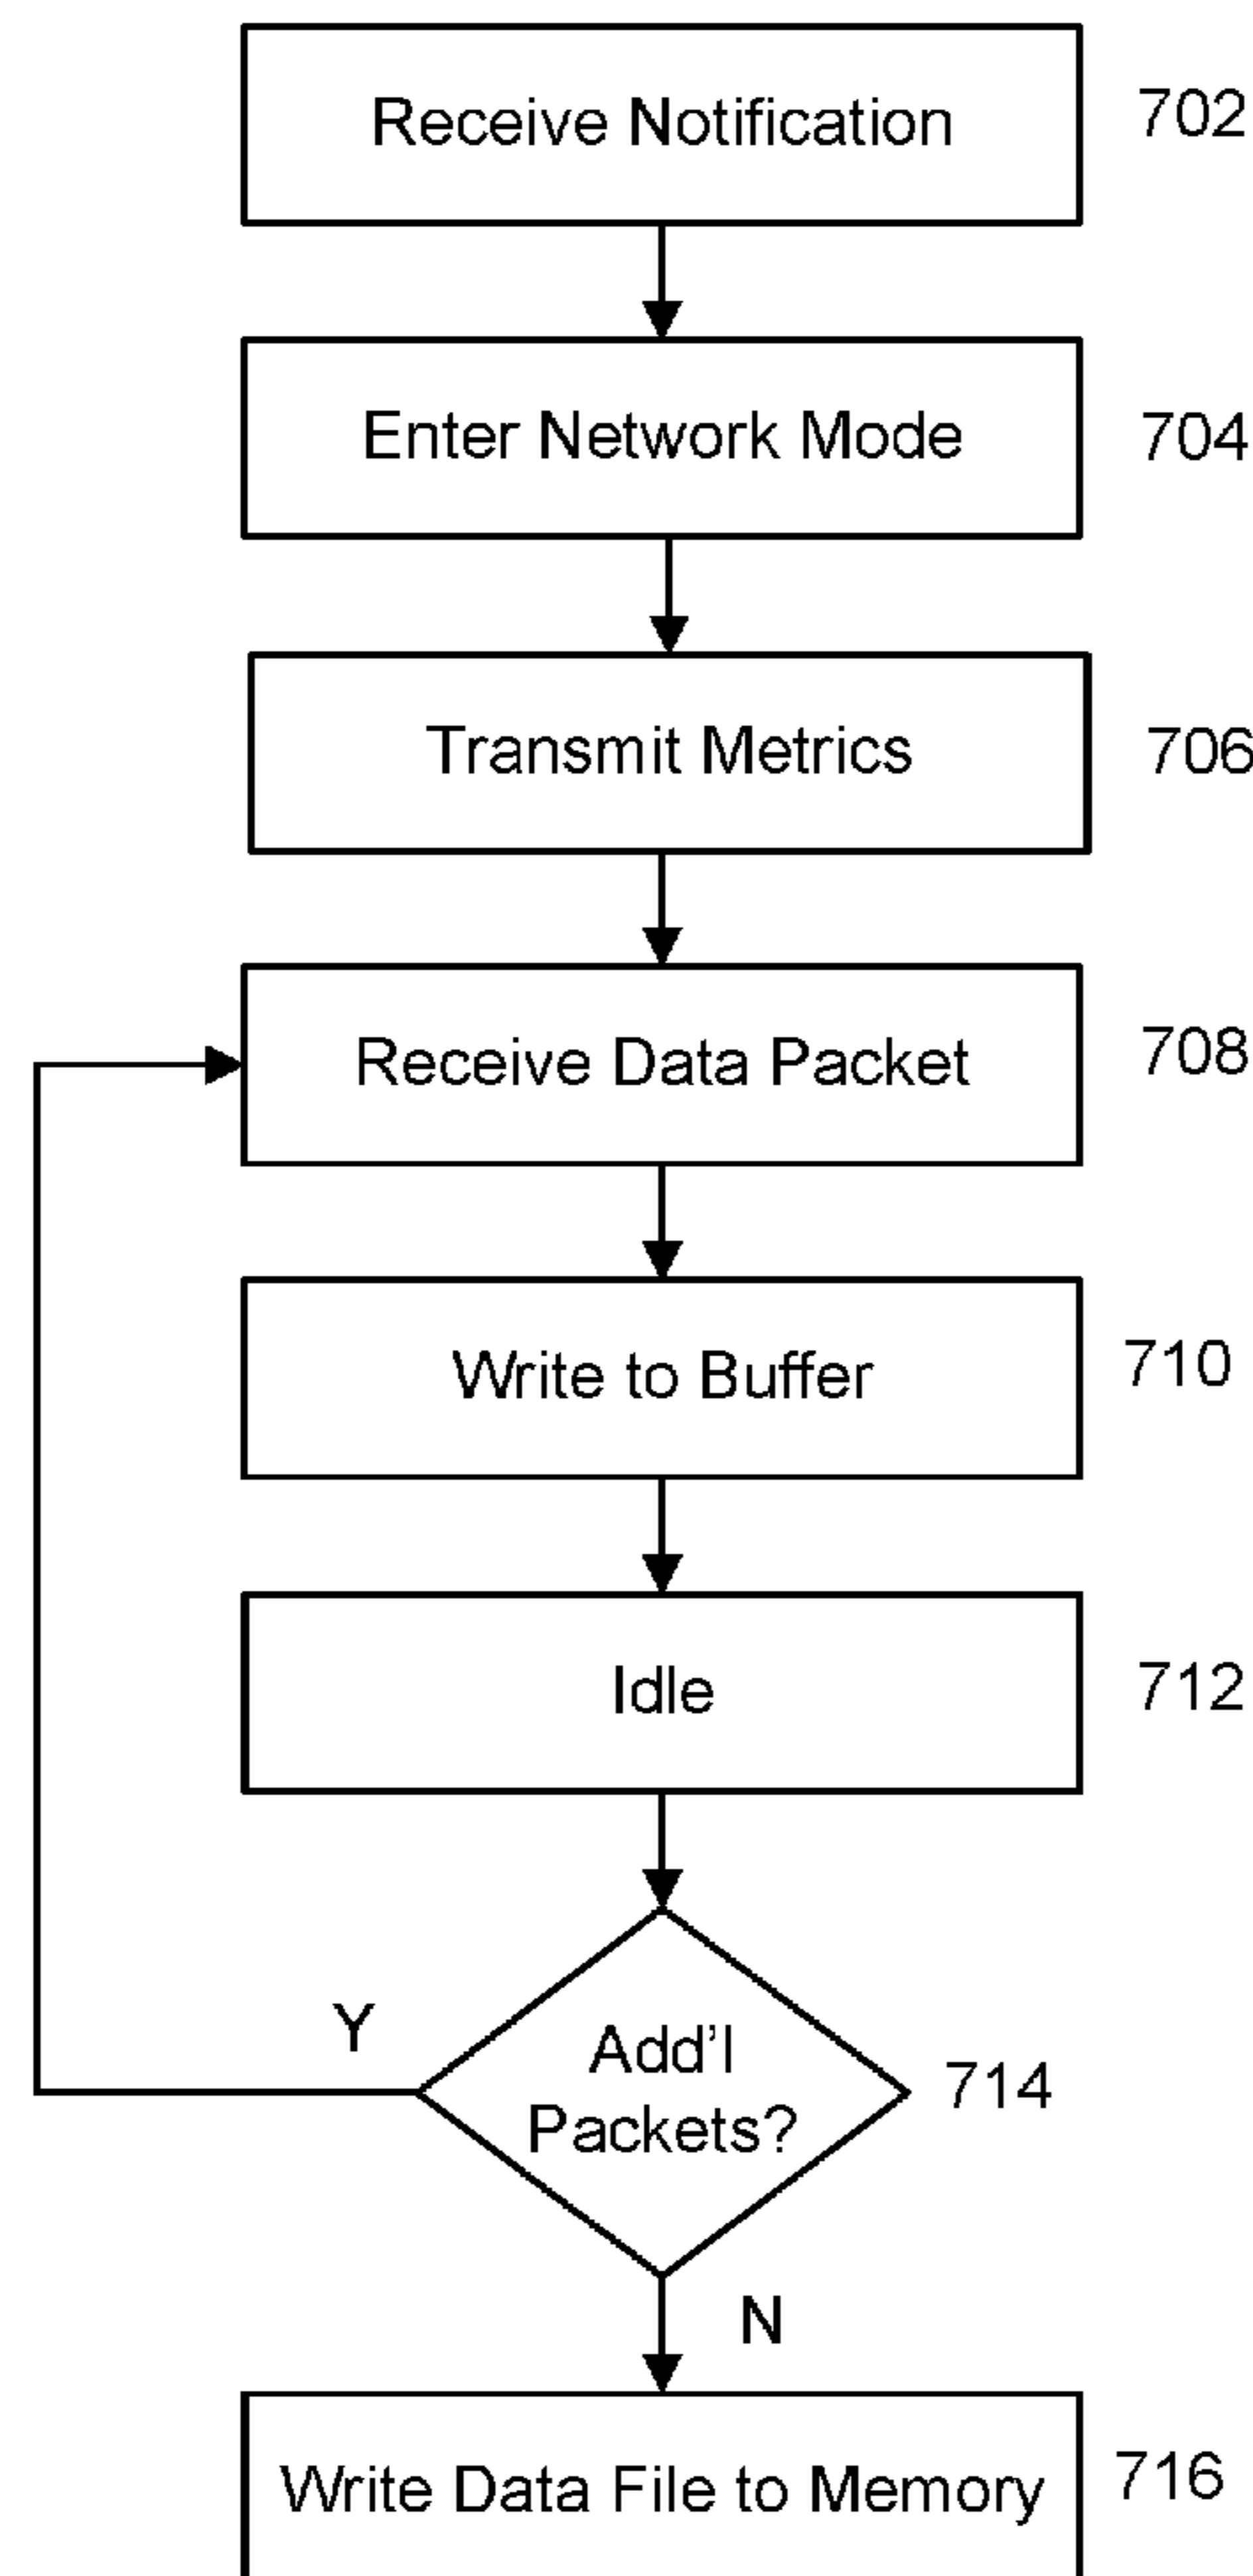 Receive Notification 702
Enter Network Mode 704
Transmit Metrics 706
Receive Data Packet 708
Write to Buffer 710
Idle 712
Y
Add'l
Packets? 714
N
Write Data File to Memory 716